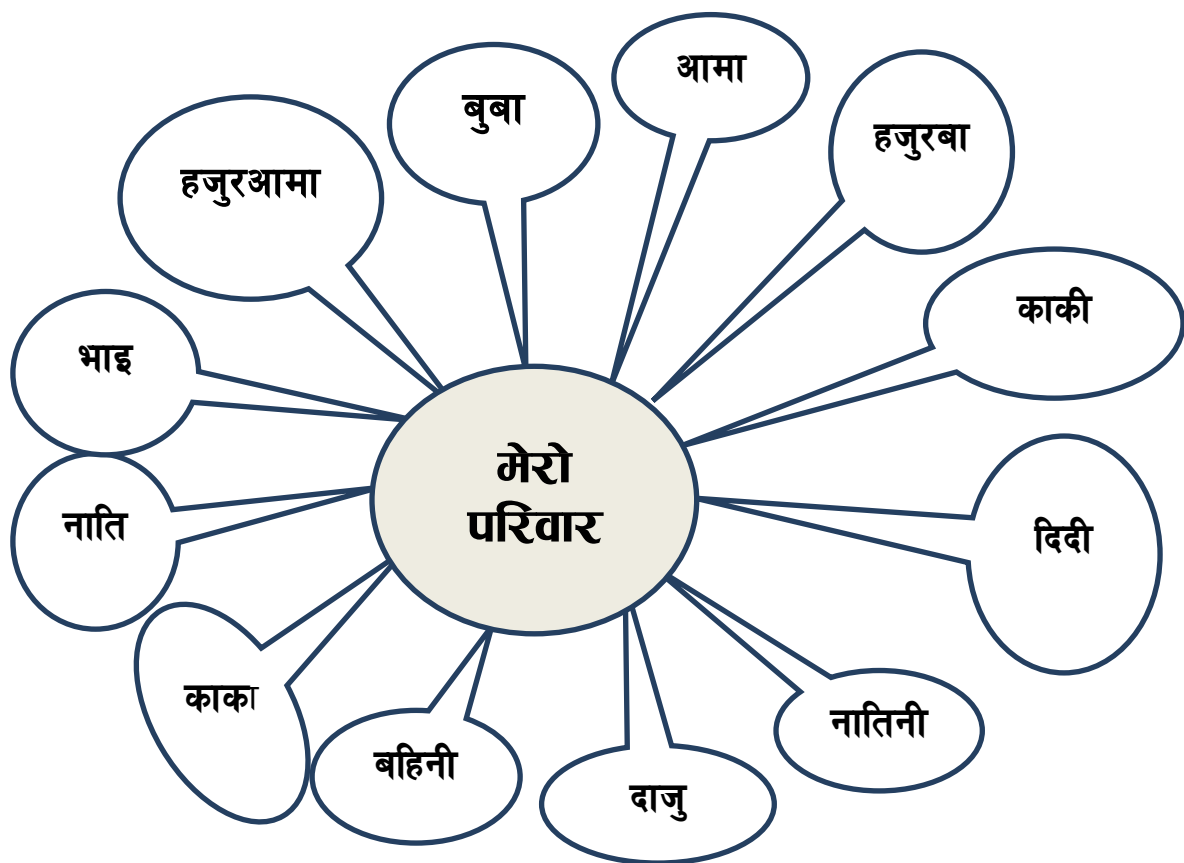 आमा
बुबा
हजुरबा
हजुरआमा
काकी
भाइ
मेरो
परिवार
नाति
दिदी
काका
नातिनी
बहिनी
दाजु